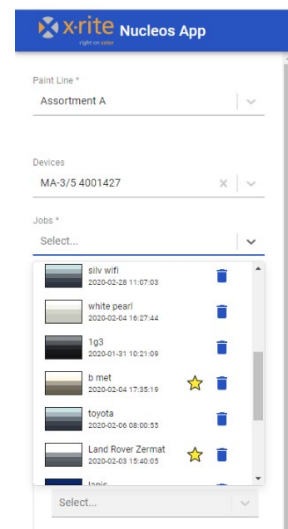 x·rite Nucleos App
right on color
Paint Line *
Assortment A
Devices
MA-3/5 4001427
Jobs *
Select...
silv wifi
2020-02-28 11:07:03
white pearl
2020-02-04 16:27:44
1g3
2020-01-31 10:21:09
b met
2020-02-04 17:35:19
toyota
2020-02-06 08:00:55
Land Rover Zermat
2020-02-03 15:40:05
Select...